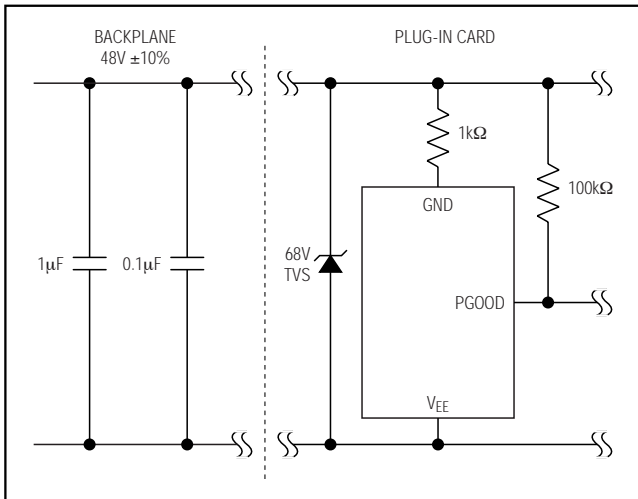 BACKPLANE
48V ±10%
PLUG-IN CARD
1kΩ
GND
100kΩ
1µF
0.1µF
68V
TVS
PGOOD
VEE